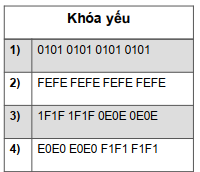 Khóa yếu
1) 0101 0101 0101 0101
2) FEFE FEFE FEFE FEFE
3) 1F1F 1F1F 0E0E 0E0E
4) E0E0 E0E0 F1F1 F1F1